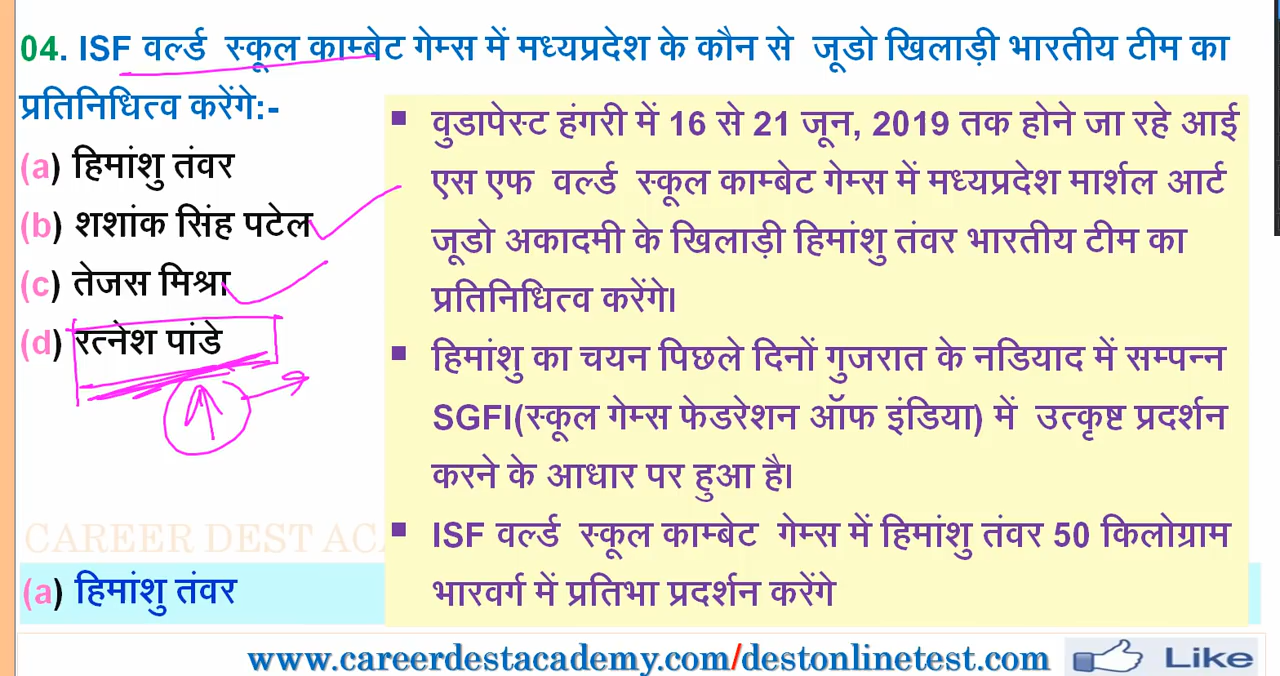 04. ISF वर्ल्ड स्कूल काम्बेट गेम्स में मध्यप्रदेश के कौन से जूडो खिलाड़ी भारतीय टीम का
प्रतिनिधित्व करेंगे:-
(a) हिमांशु तंवर
(b) शशांक सिंह पटेल
(c) तेजस मिश्रा
(d) रत्नेश पांडे
▪ वुडापेस्ट हंगरी में 16 से 21 जून, 2019 तक होने जा रहे आई
एस एफ वर्ल्ड स्कूल काम्बेट गेम्स में मध्यप्रदेश मार्शल आर्ट
जूडो अकादमी के खिलाड़ी हिमांशु तंवर भारतीय टीम का
प्रतिनिधित्व करेंगे।
▪ हिमांशु का चयन पिछले दिनों गुजरात के नडियाद में सम्पन्न
SGFI(स्कूल गेम्स फेडरेशन ऑफ इंडिया) में उत्कृष्ट प्रदर्शन
करने के आधार पर हुआ है।
▪ ISF वर्ल्ड स्कूल काम्बेट गेम्स में हिमांशु तंवर 50 किलोग्राम
भारवर्ग में प्रतिभा प्रदर्शन करेंगे
CAREER DEST AC
(a) हिमांशु तंवर
www.careerdestacademy.com/destonlinetest.com
Like